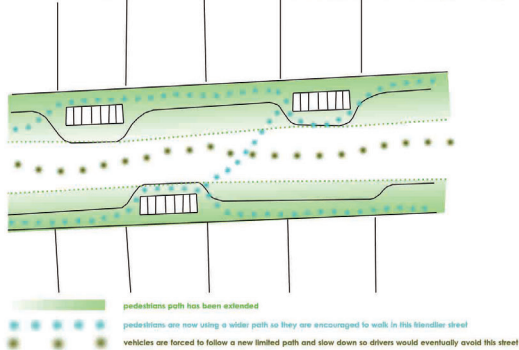 pedestrians path has been extended
pedestrians are now using a wider path so they are encouraged to walk in this friendlier street
vehicles are forced to follow a new limited path and slow down so drivers would eventually avoid this street